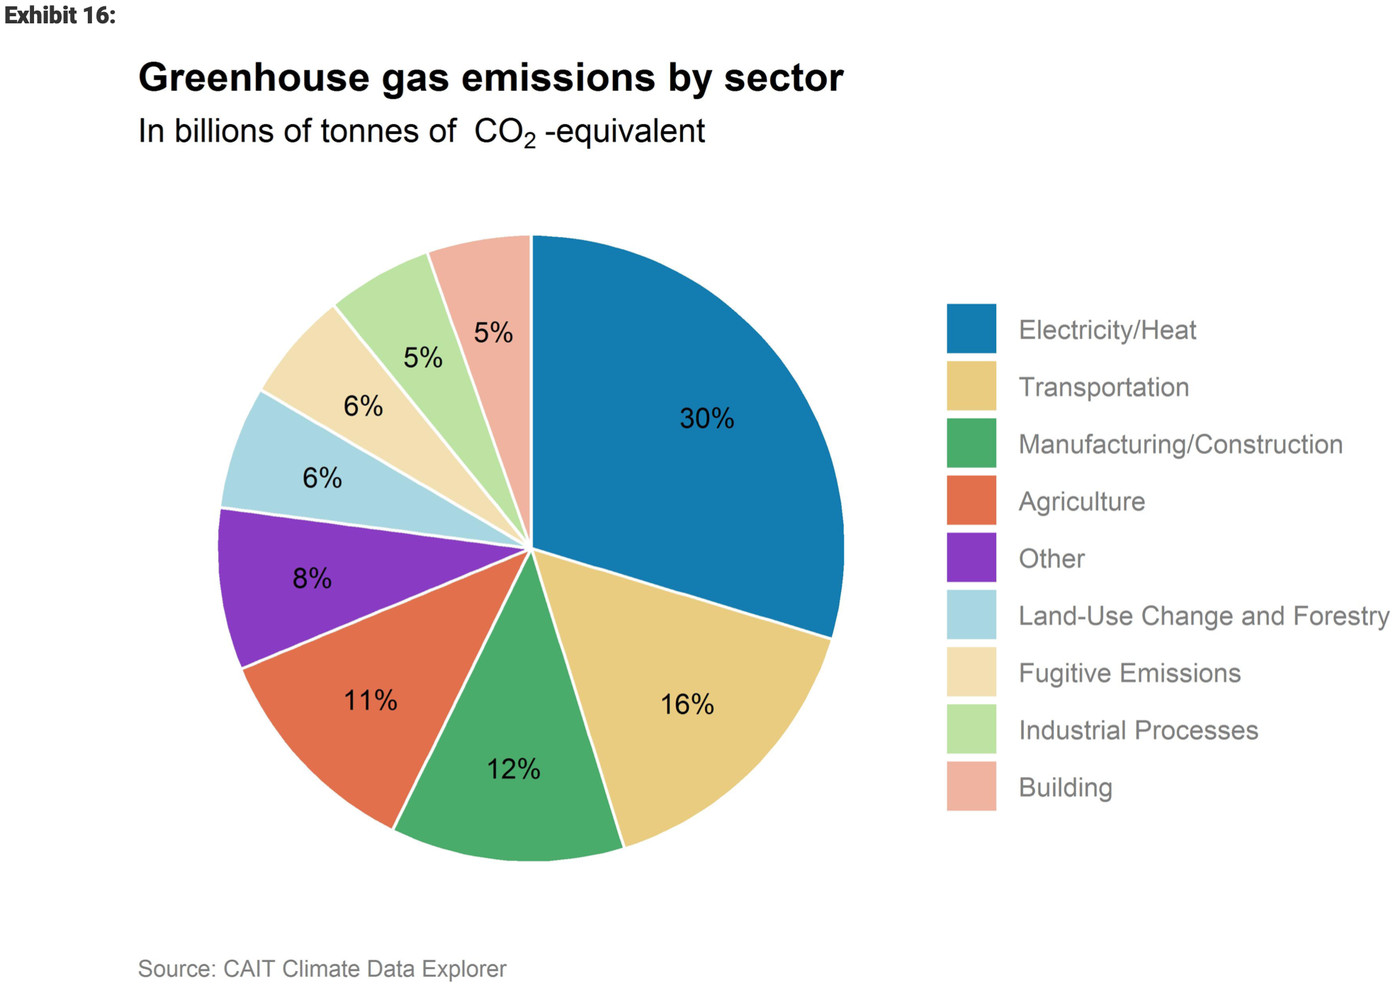 Exhibit 16:
Greenhouse gas emissions by sector
In billions of tonnes of CO₂ -equivalent
5%
5%
30%
6%
6%
8%
11%
16%
12%
Electricity/Heat
Transportation
Manufacturing/Construction
Agriculture
Other
Land-Use Change and Forestry
Fugitive Emissions
Industrial Processes
Building
Source: CAIT Climate Data Explorer